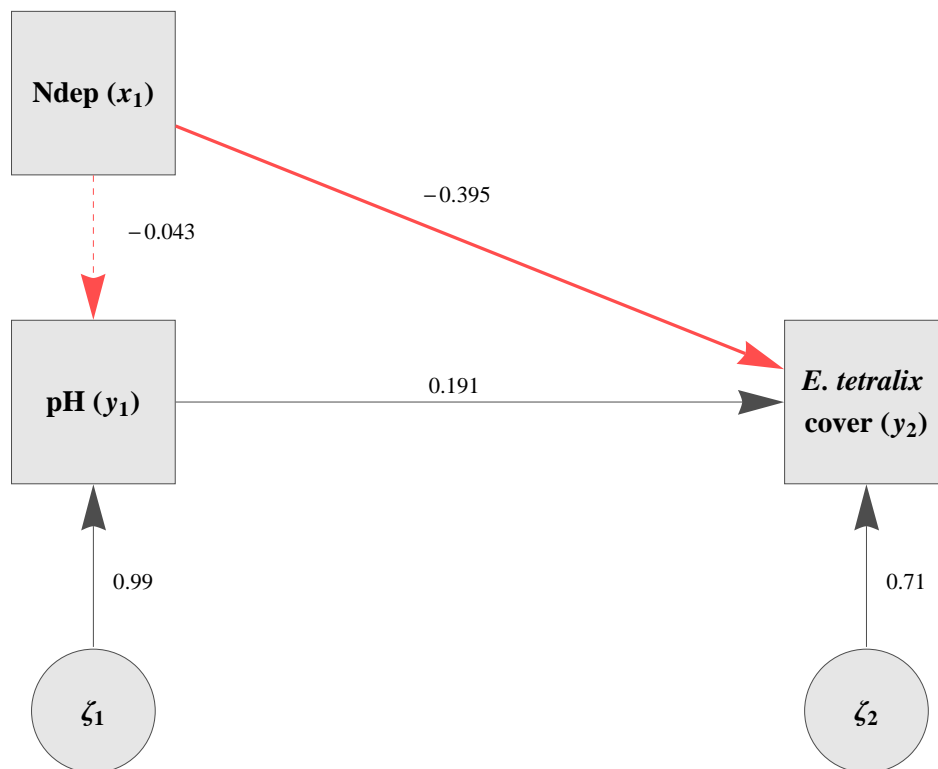 Ndep (x₁)
−0.395
−0.043
pH (y₁)
0.191
E. tetralix
cover (y₂)
0.99
0.71
ζ₁
ζ₂